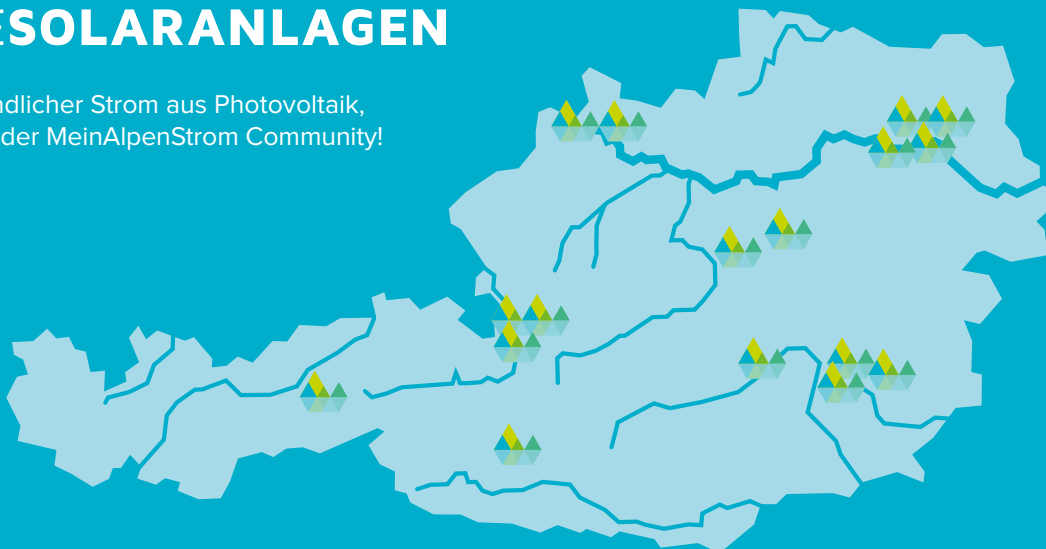 ESOLARANLAGEN
ndlicher Strom aus Photovoltaik,
der MeinAlpenStrom Community!